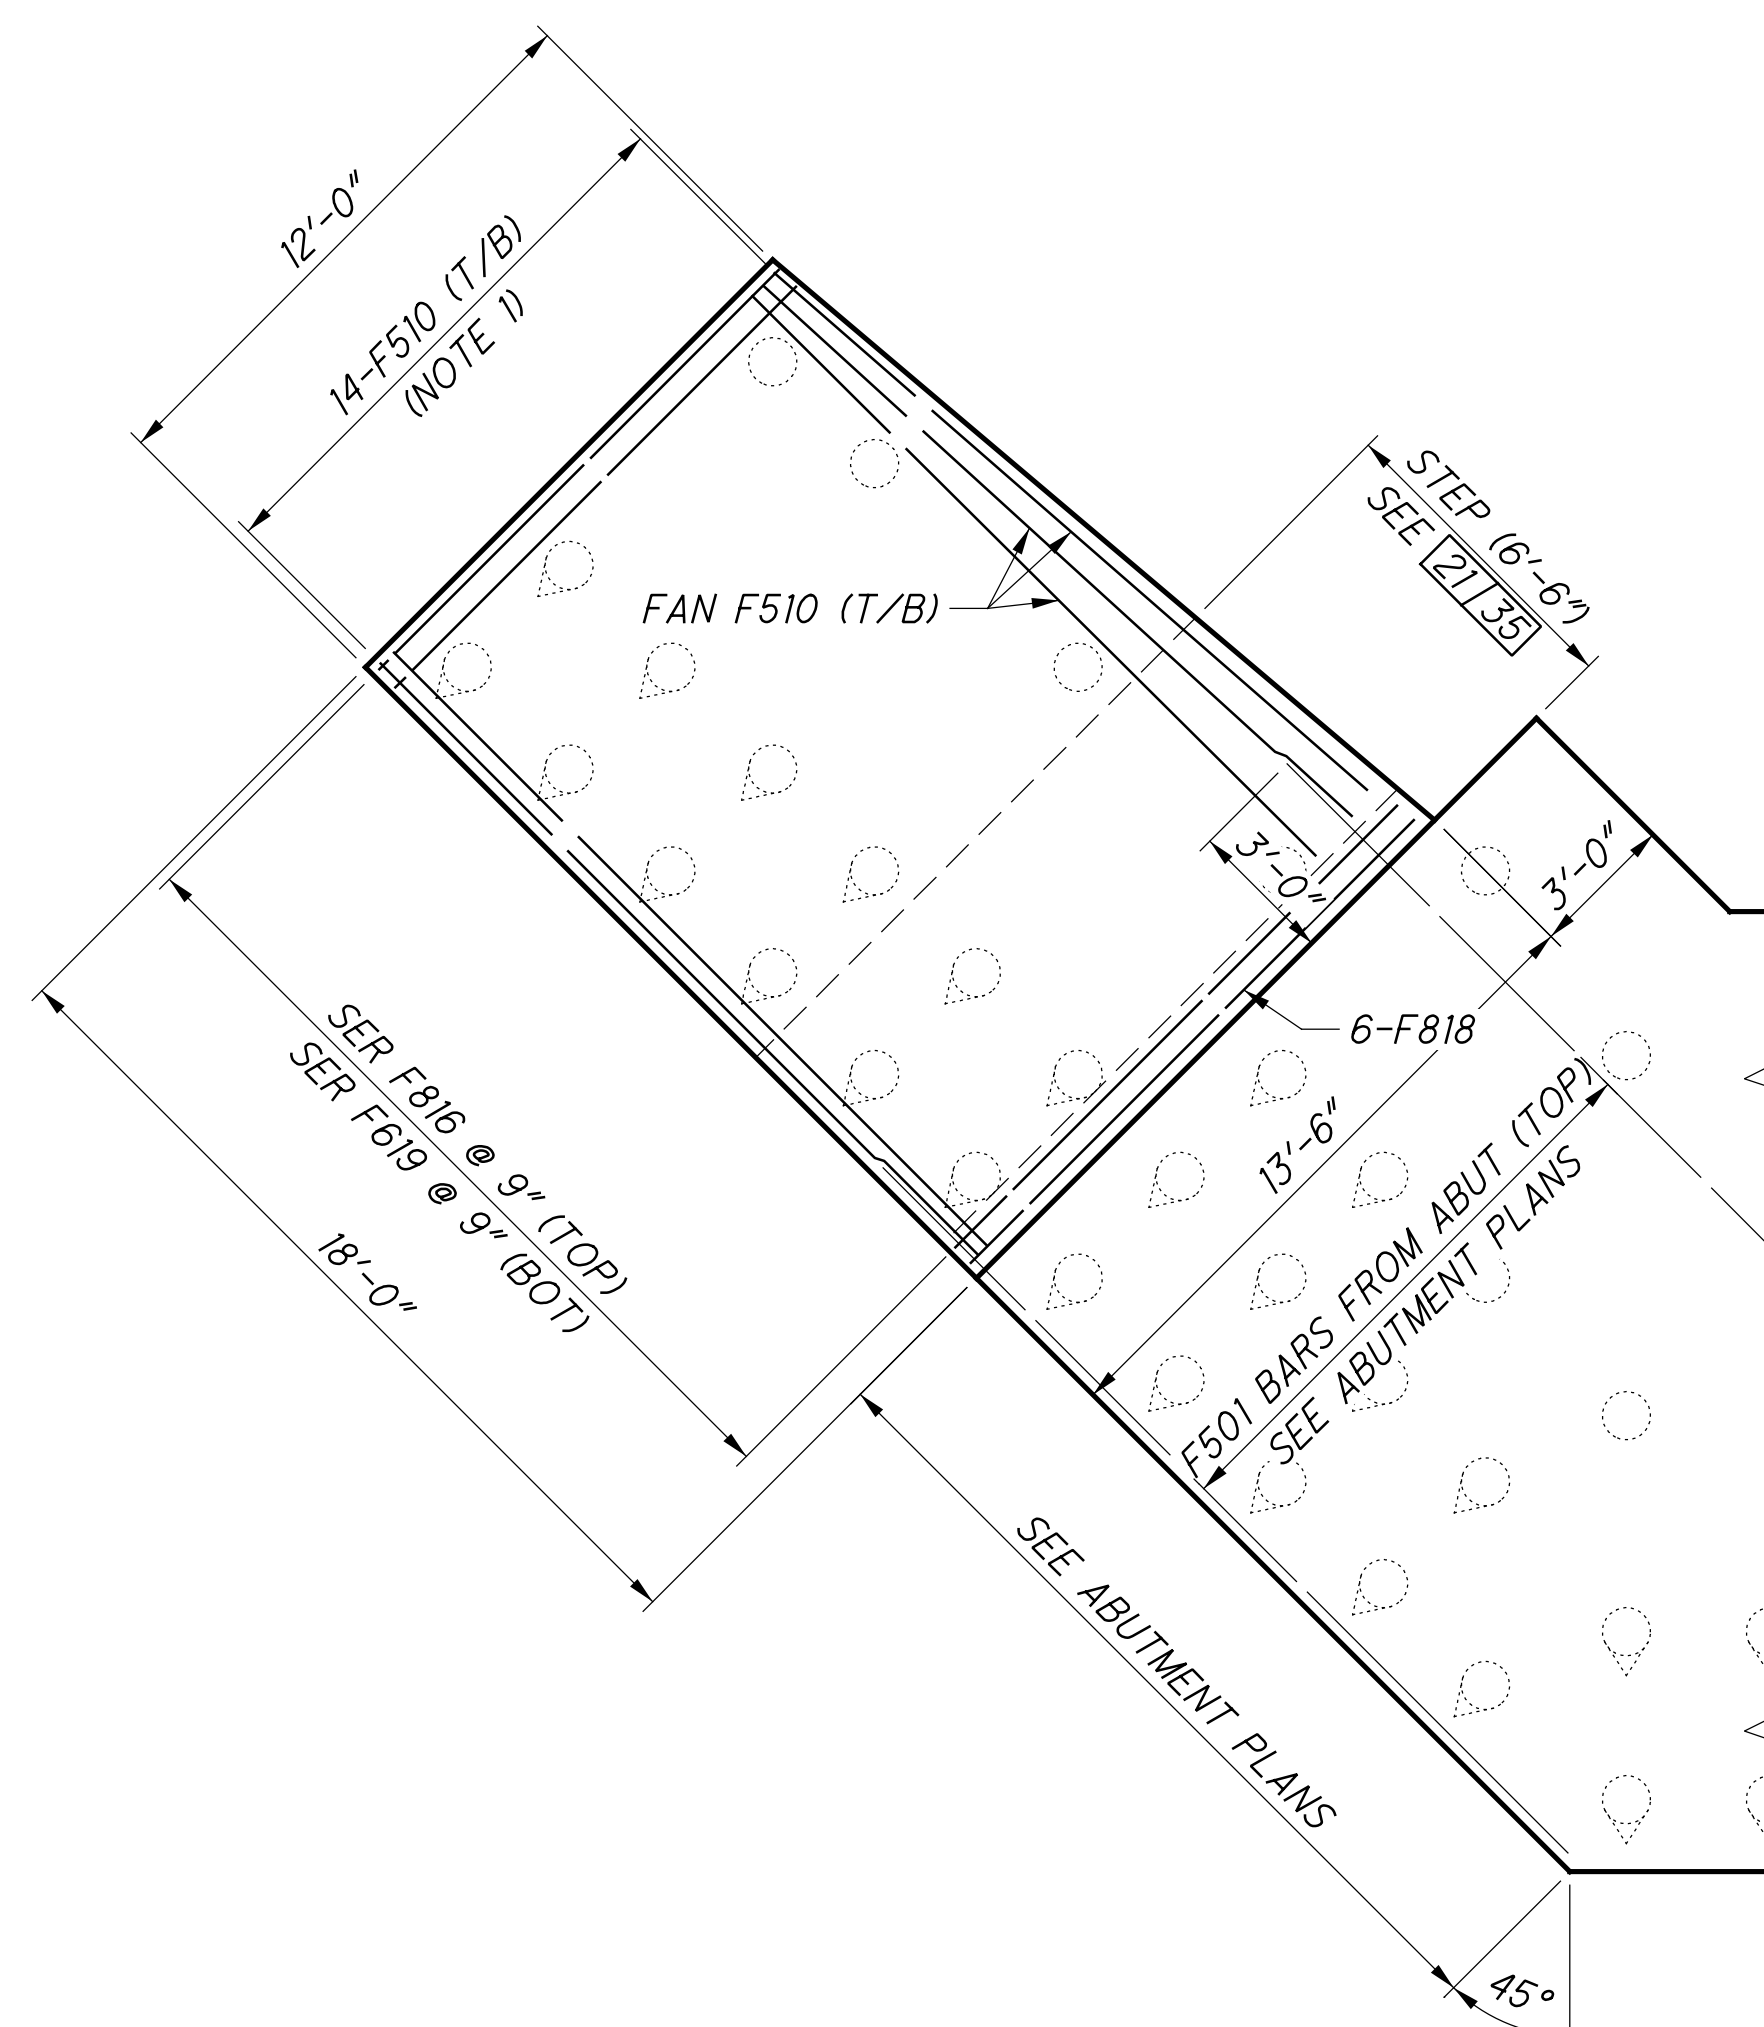 12'-0"
14-F510 (T/B)
(NOTE 1)
STEP (6'-6")
SEE 21/35
FAN F510 (T/B)
3'-0"
3'-0"
6-F818
13'-6"
F501 BARS FROM ABUT (TOP)
SEE ABUTMENT PLANS
SER F816 @ 9" (TOP)
SER F619 @ 9" (BOT)
18'-0"
SEE ABUTMENT PLANS
45°